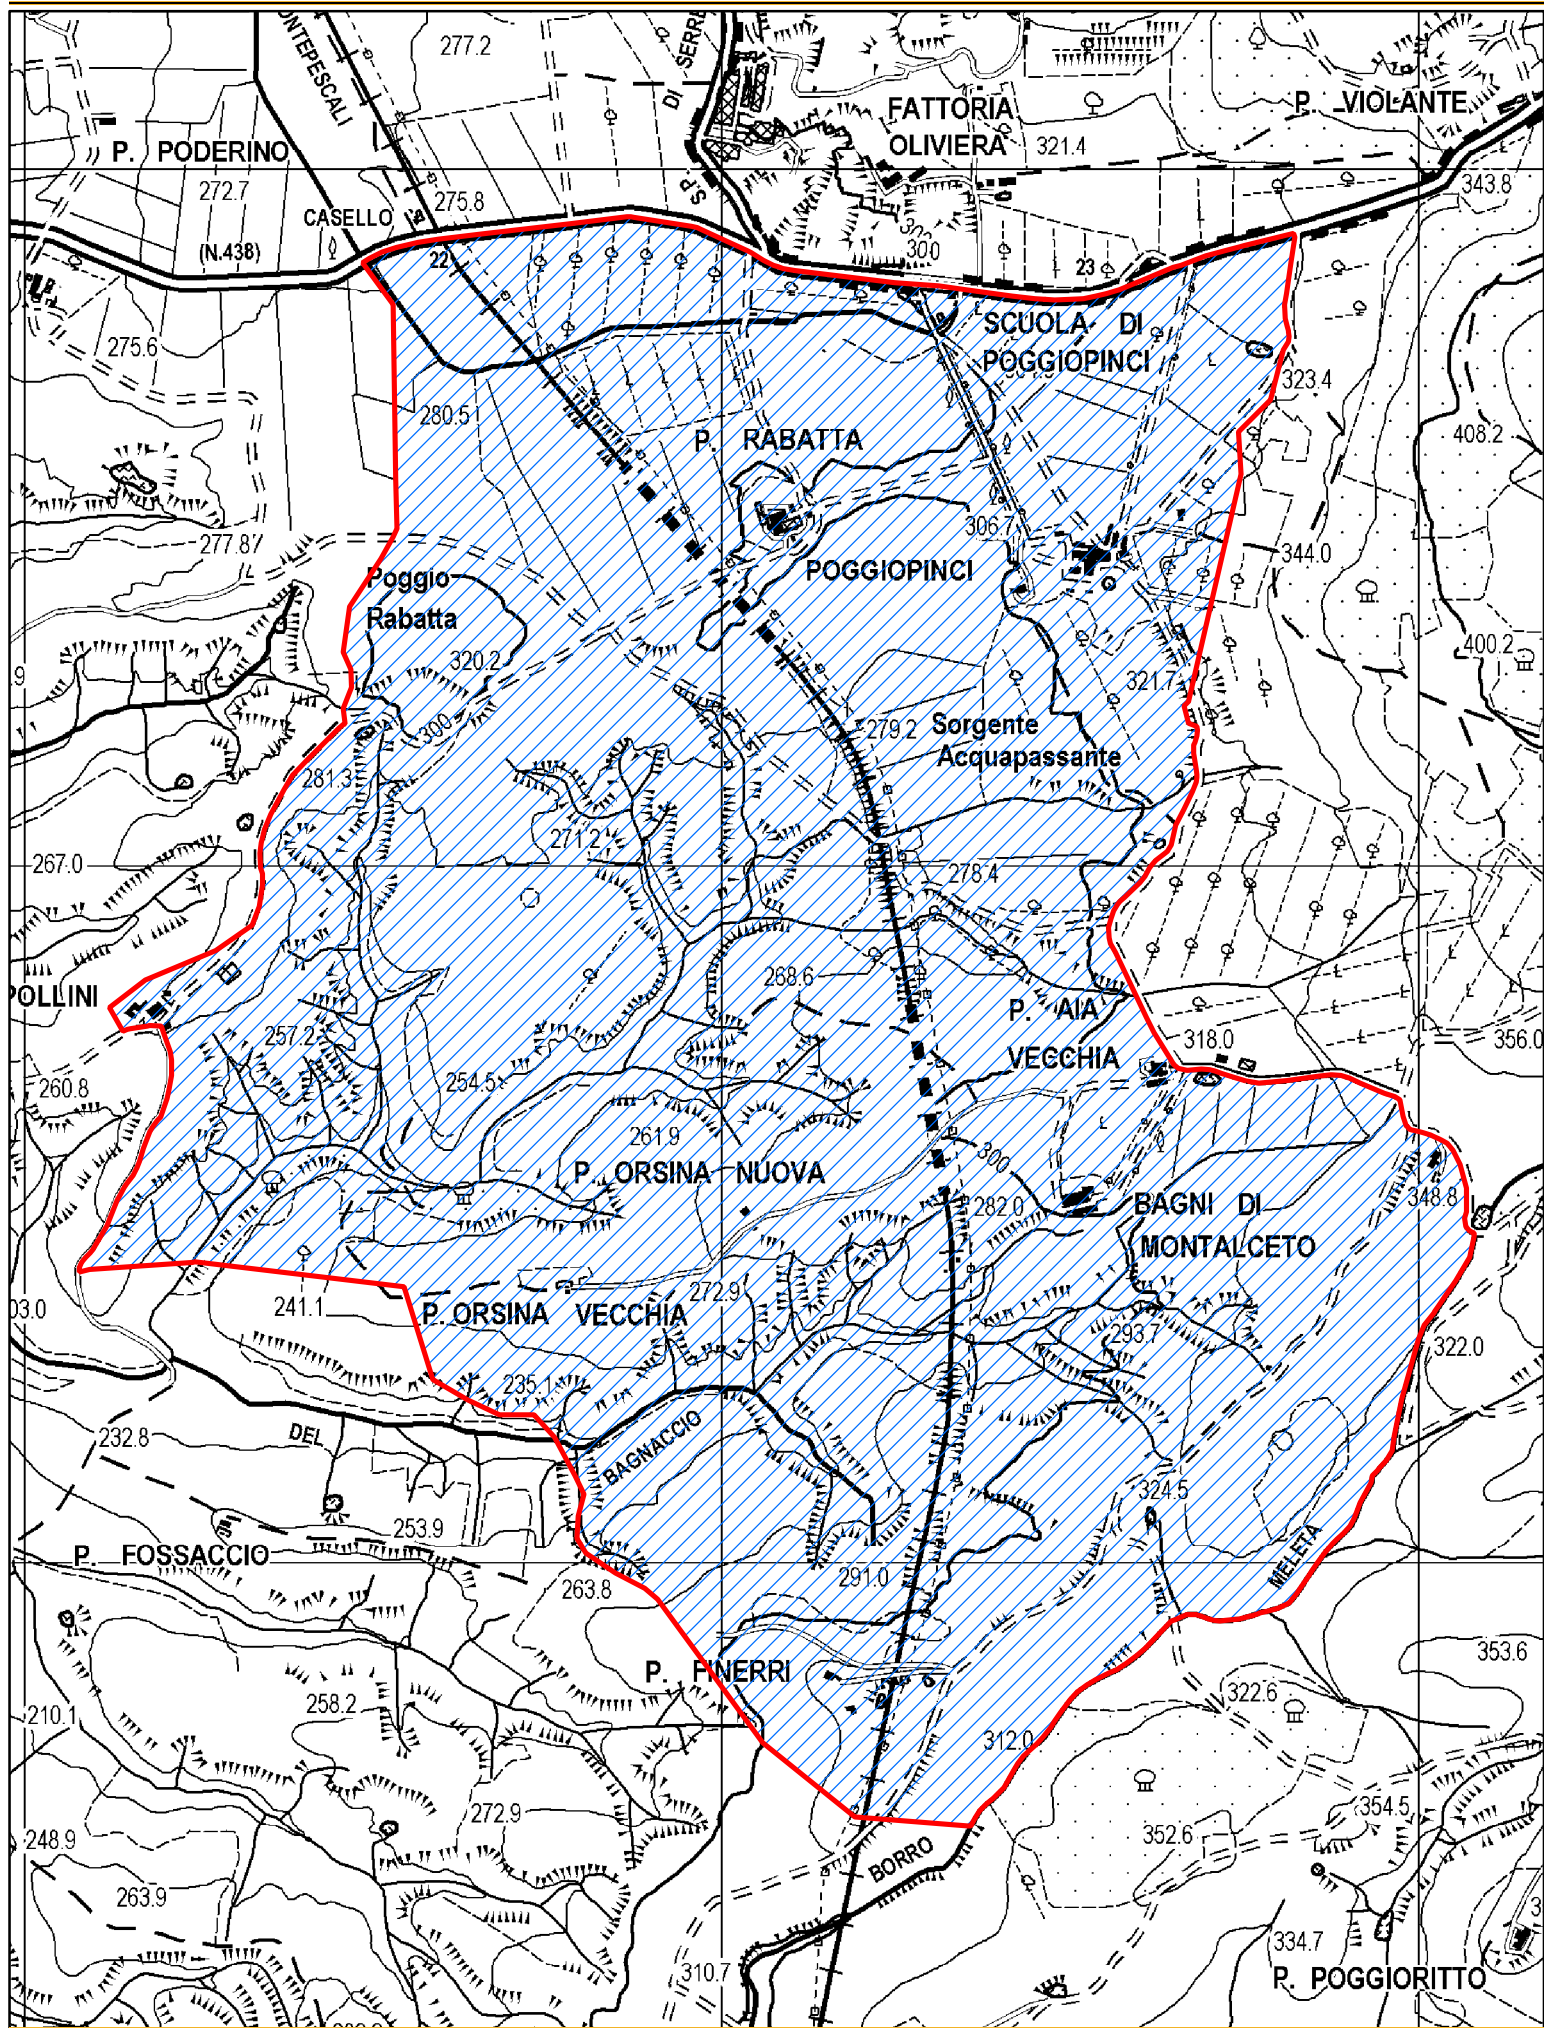 277.2
MONTEPESCALI
DI SERRE
S.P.
FATTORIA
OLIVIERA
321.4
P. VIOLANTE
P. PODERINO
272.7
275.8
343.8
CASELLO
(N.438)
22
300
23
SCUOLA DI
POGGIOPINCI
275.6
323.4
280.5
P. RABATTA
408.2
306.7
277.8
344.0
POGGIOPINCI
Poggio
Rabatta
320.2
400.2
321.7
300
279.2
Sorgente
Acquapassante
281.3
271.2
267.0
278.4
268.6
POLLINI
P. AIA
VECCHIA
318.0
356.0
257.2
254.5
260.8
261.9
P. ORSINA NUOVA
300
282.0
BAGNI DI
MONTALCETO
348.8
03.0
241.1
272.9
P. ORSINA VECCHIA
293.7
322.0
235.1
232.8
DEL
BAGNACCIO
324.5
253.9
P. FOSSACCIO
263.8
291.0
MELETA
P. FINERRI
353.6
258.2
322.6
210.1
312.0
272.9
354.5
352.6
248.9
BORRO
263.9
334.7
310.7
P. POGGIORITTO